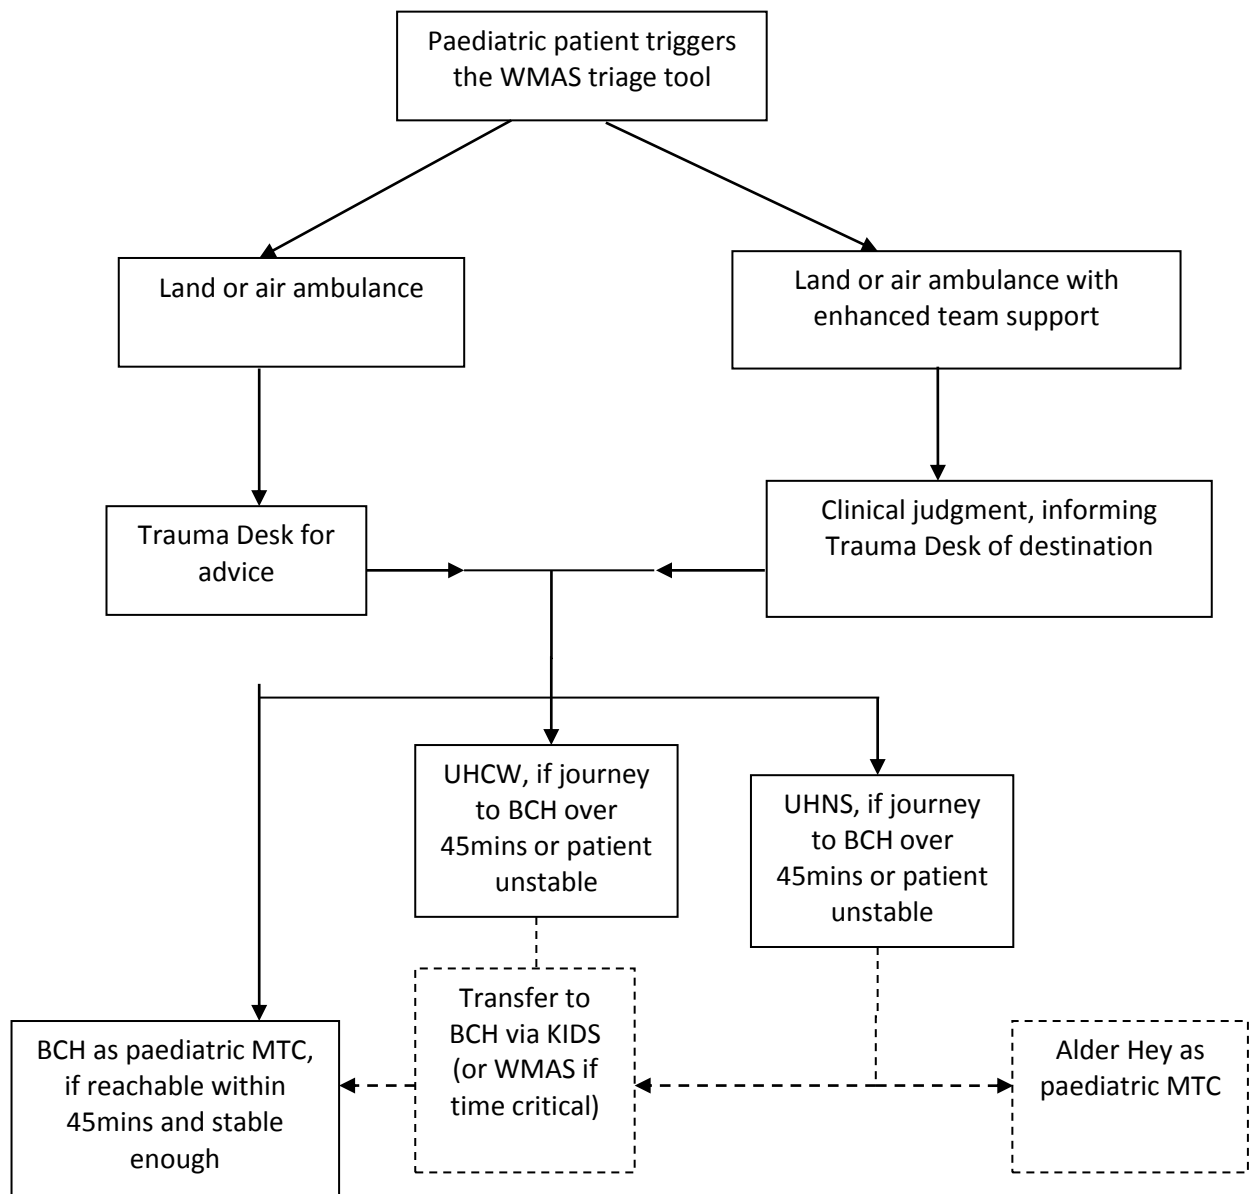 Paediatric patient triggers
the WMAS triage tool
Land or air ambulance
Land or air ambulance with
enhanced team support
Trauma Desk for
advice
Clinical judgment, informing
Trauma Desk of destination
UHCW, if journey
to BCH over
45mins or patient
unstable
UHNS, if journey
to BCH over
45mins or patient
unstable
BCH as paediatric MTC,
if reachable within
45mins and stable
enough
Transfer to
BCH via KIDS
(or WMAS if
time critical)
Alder Hey as
paediatric MTC